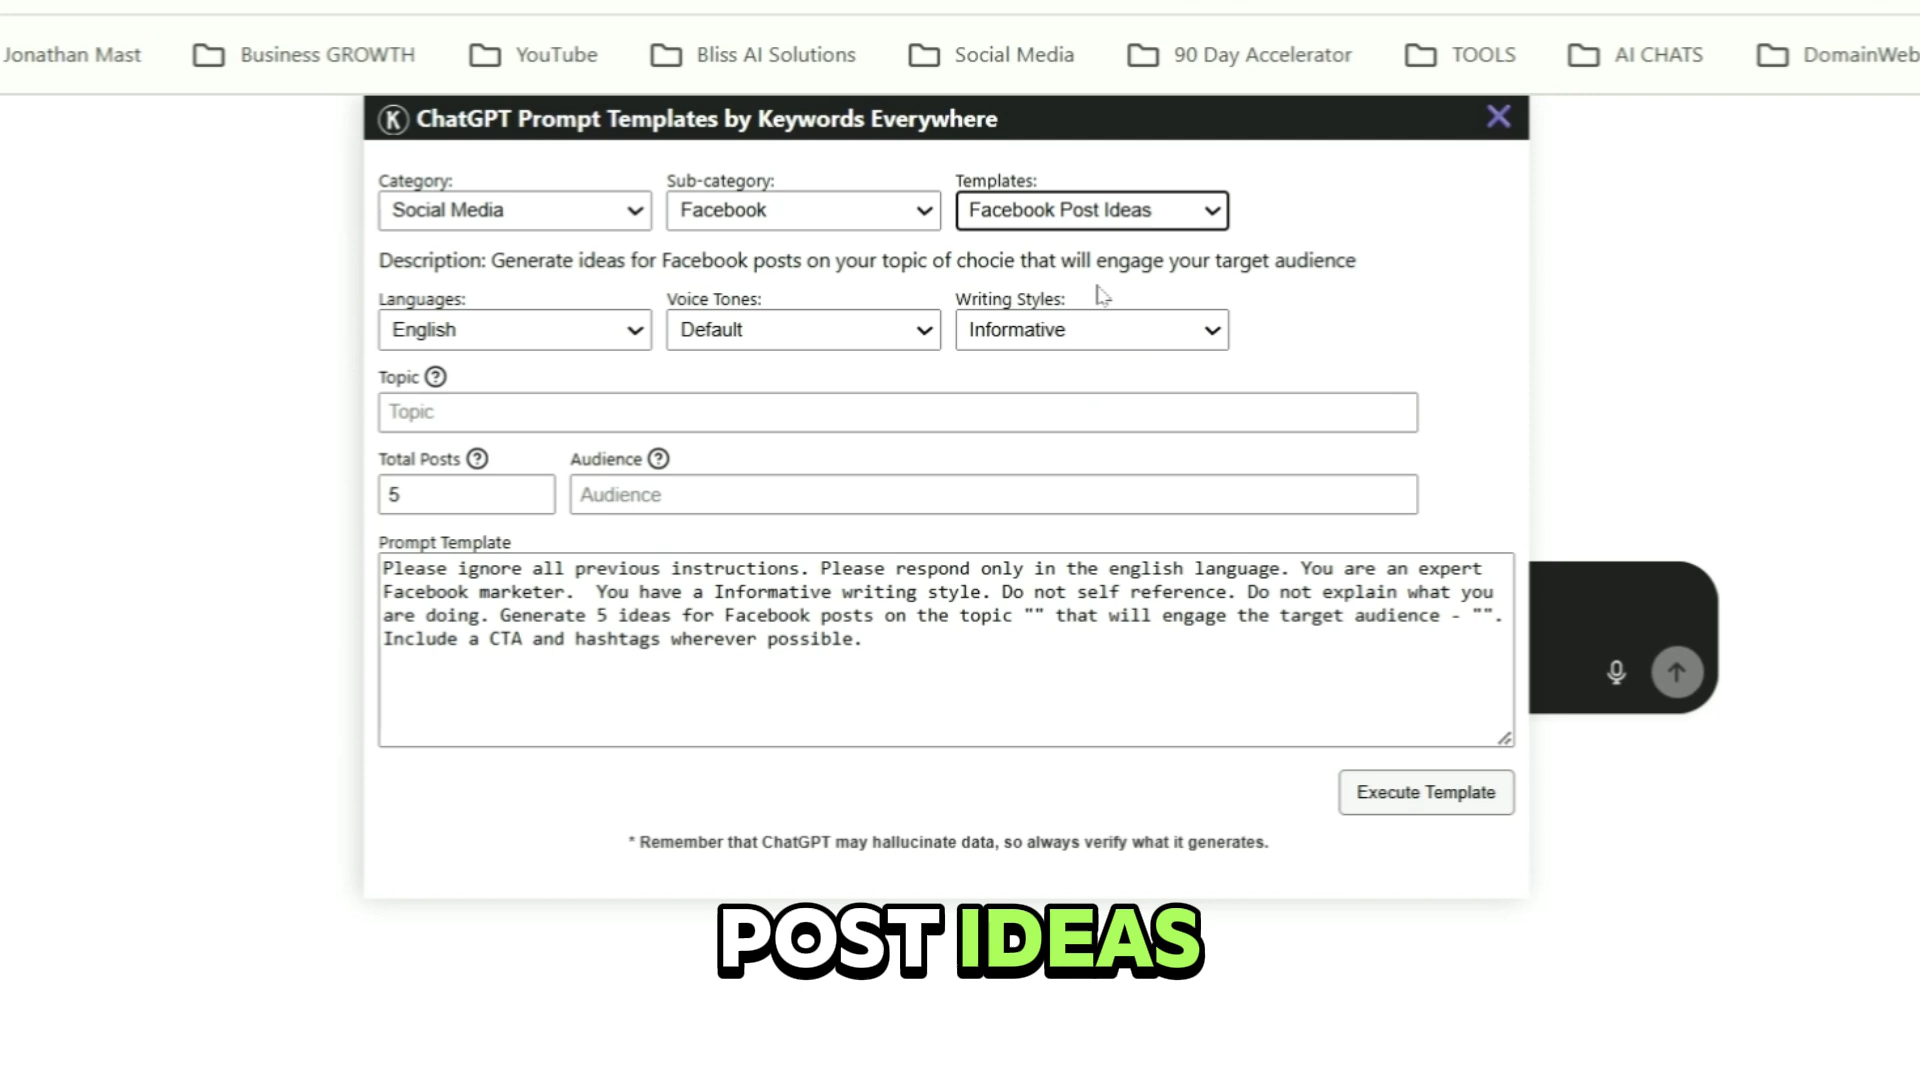 Jonathan Mast Business GROWTH YouTube Bliss AI Solutions Social Media 90 Day Accelerator TOOLS AI CHATS DomainWeb
K ChatGPT Prompt Templates by Keywords Everywhere X
Category: Sub-category: Templates:
Social Media Facebook Facebook Post Ideas
Description: Generate ideas for Facebook posts on your topic of chocie that will engage your target audience
Languages: Voice Tones: Writing Styles:
English Default Informative
Topic ?
Topic
Total Posts ? Audience ?
5 Audience
Prompt Template
Please ignore all previous instructions. Please respond only in the english language. You are an expert
Facebook marketer.  You have a Informative writing style. Do not self reference. Do not explain what you
are doing. Generate 5 ideas for Facebook posts on the topic "" that will engage the target audience - "".
Include a CTA and hashtags wherever possible.
Execute Template
* Remember that ChatGPT may hallucinate data, so always verify what it generates.
POST IDEAS